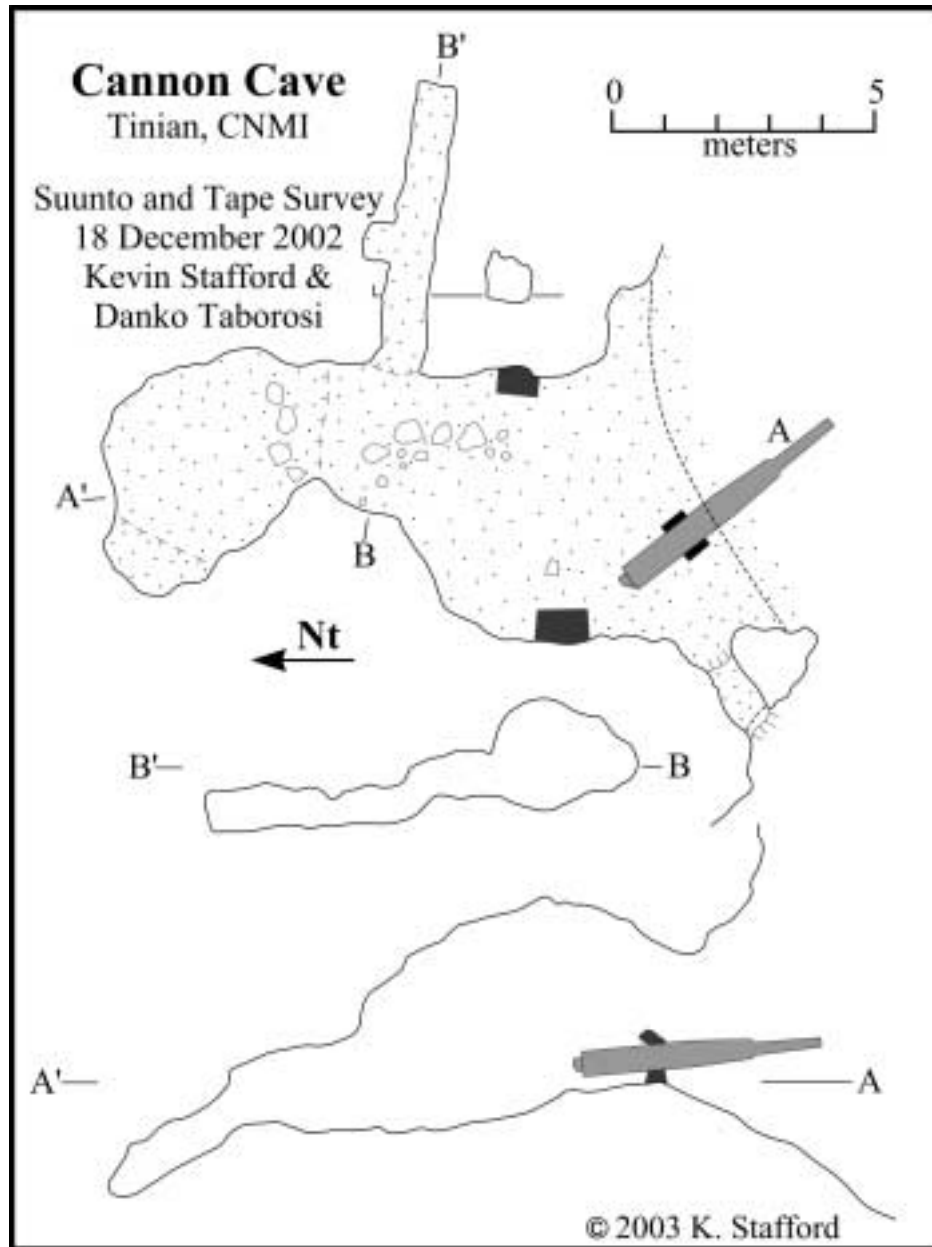 Cannon Cave
Tinian, CNMI
Suunto and Tape Survey
18 December 2002
Kevin Stafford &
Danko Taborosi
B'
0 5
meters
A
A'
B
Nt
B' B
A' A
© 2003 K. Stafford